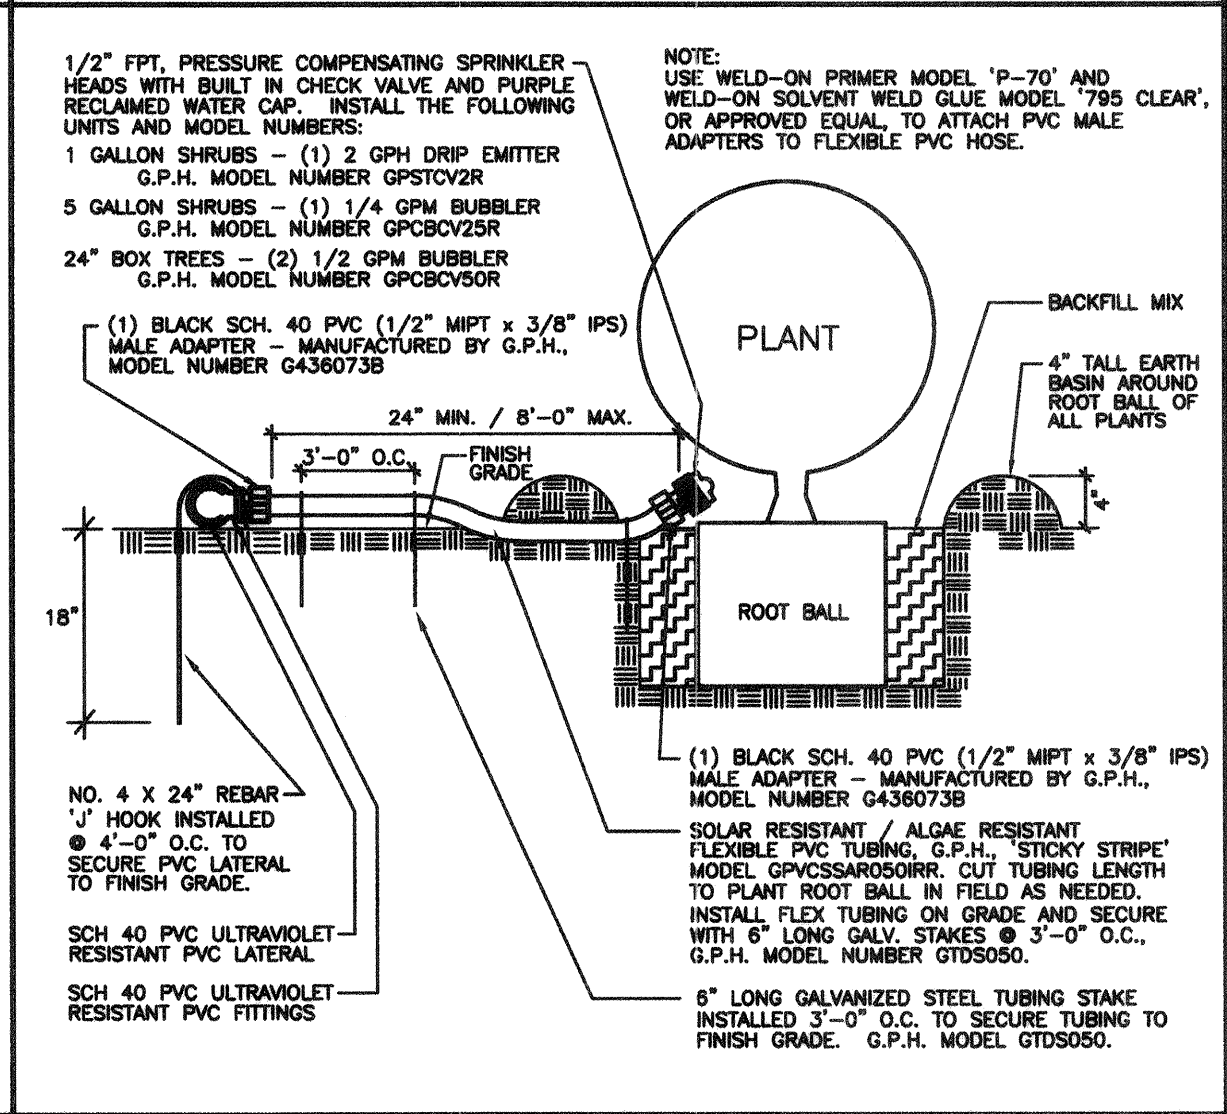 1/2" FPT, PRESSURE COMPENSATING SPRINKLER
HEADS WITH BUILT IN CHECK VALVE AND PURPLE
RECLAIMED WATER CAP. INSTALL THE FOLLOWING
UNITS AND MODEL NUMBERS:
1 GALLON SHRUBS – (1) 2 GPH DRIP EMITTER
G.P.H. MODEL NUMBER GPSTCV2R
5 GALLON SHRUBS – (1) 1/4 GPM BUBBLER
G.P.H. MODEL NUMBER GPCBCV25R
24" BOX TREES – (2) 1/2 GPM BUBBLER
G.P.H. MODEL NUMBER GPCBCV50R
(1) BLACK SCH. 40 PVC (1/2" MIPT x 3/8" IPS)
MALE ADAPTER – MANUFACTURED BY G.P.H.,
MODEL NUMBER G436073B
NOTE:
USE WELD-ON PRIMER MODEL 'P-70' AND
WELD-ON SOLVENT WELD GLUE MODEL '795 CLEAR',
OR APPROVED EQUAL, TO ATTACH PVC MALE
ADAPTERS TO FLEXIBLE PVC HOSE.
PLANT
BACKFILL MIX
4" TALL EARTH
BASIN AROUND
ROOT BALL OF
ALL PLANTS
24" MIN. / 8'-0" MAX.
3'-0" O.C.
FINISH
GRADE
4"
18"
ROOT BALL
NO. 4 X 24" REBAR
'J' HOOK INSTALLED
@ 4'-0" O.C. TO
SECURE PVC LATERAL
TO FINISH GRADE.
SCH 40 PVC ULTRAVIOLET
RESISTANT PVC LATERAL
SCH 40 PVC ULTRAVIOLET
RESISTANT PVC FITTINGS
(1) BLACK SCH. 40 PVC (1/2" MIPT x 3/8" IPS)
MALE ADAPTER – MANUFACTURED BY G.P.H.,
MODEL NUMBER G436073B
SOLAR RESISTANT / ALGAE RESISTANT
FLEXIBLE PVC TUBING, G.P.H., 'STICKY STRIPE'
MODEL GPVCSSAR050IRR. CUT TUBING LENGTH
TO PLANT ROOT BALL IN FIELD AS NEEDED.
INSTALL FLEX TUBING ON GRADE AND SECURE
WITH 6" LONG GALV. STAKES @ 3'-0" O.C.,
G.P.H. MODEL NUMBER GTDS050.
6" LONG GALVANIZED STEEL TUBING STAKE
INSTALLED 3'-0" O.C. TO SECURE TUBING TO
FINISH GRADE. G.P.H. MODEL GTDS050.